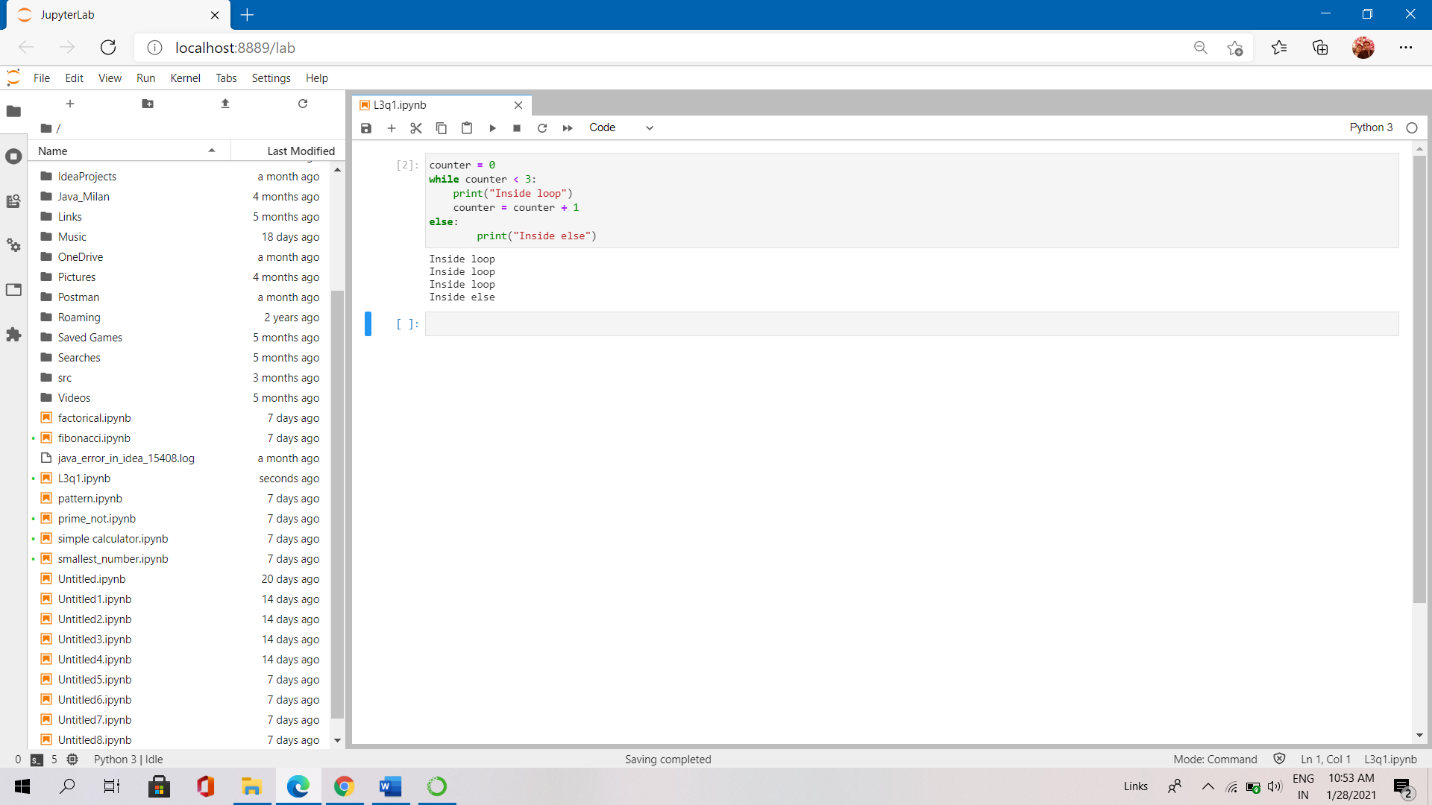 JupyterLab
localhost:8889/lab
File Edit View Run Kernel Tabs Settings Help
L3q1.ipynb
Code
Python 3
/
Name Last Modified
IdeaProjects a month ago
Java_Milan 4 months ago
Links 5 months ago
Music 18 days ago
OneDrive a month ago
Pictures 4 months ago
Postman a month ago
Roaming 2 years ago
Saved Games 5 months ago
Searches 5 months ago
src 3 months ago
Videos 5 months ago
factorical.ipynb 7 days ago
fibonacci.ipynb 7 days ago
java_error_in_idea_15408.log a month ago
L3q1.ipynb seconds ago
pattern.ipynb 7 days ago
prime_not.ipynb 7 days ago
simple calculator.ipynb 7 days ago
smallest_number.ipynb 7 days ago
Untitled.ipynb 20 days ago
Untitled1.ipynb 14 days ago
Untitled2.ipynb 14 days ago
Untitled3.ipynb 14 days ago
Untitled4.ipynb 14 days ago
Untitled5.ipynb 7 days ago
Untitled6.ipynb 7 days ago
Untitled7.ipynb 7 days ago
Untitled8.ipynb 7 days ago
[2]: counter = 0
while counter < 3:
    print("Inside loop")
    counter = counter + 1
else:
        print("Inside else")
Inside loop
Inside loop
Inside loop
Inside else
[ ]:
0 5 Python 3 | Idle Saving completed Mode: Command Ln 1, Col 1 L3q1.ipynb
Links ENG IN 10:53 AM 1/28/2021 2